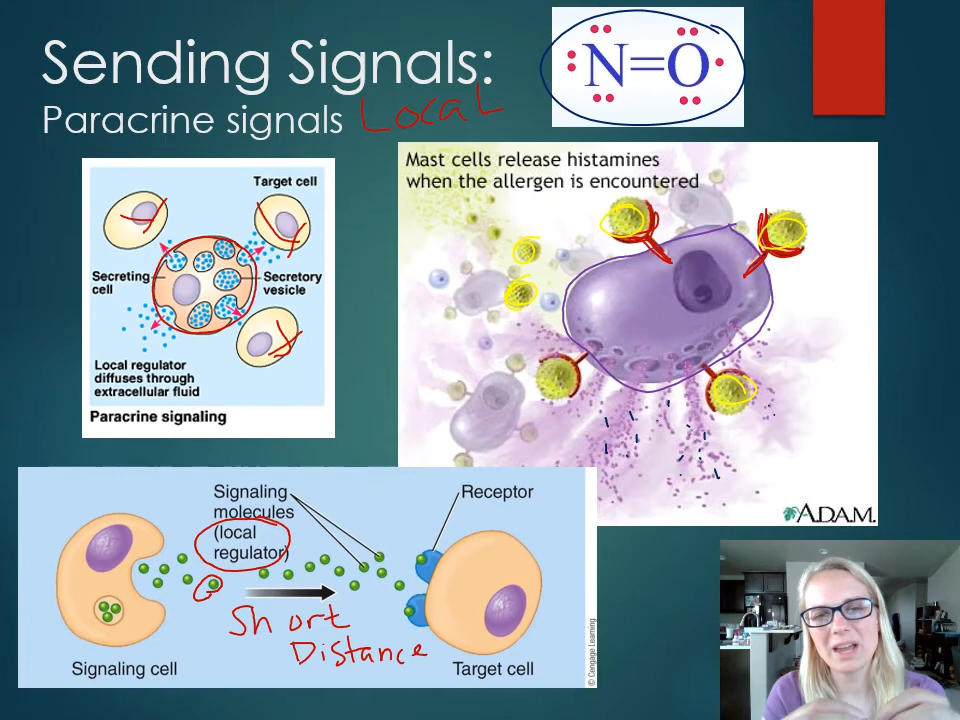 Sending Signals:
Paracrine signals Local
N=O
Target cell
Secreting
cell
Secretory
vesicle
Local regulator
diffuses through
extracellular fluid
Paracrine signaling
Mast cells release histamines
when the allergen is encountered
A.D.A.M.
Signaling
molecules
(local
regulator)
Receptor
Short
Distance
Signaling cell
Target cell
© Cengage Learning